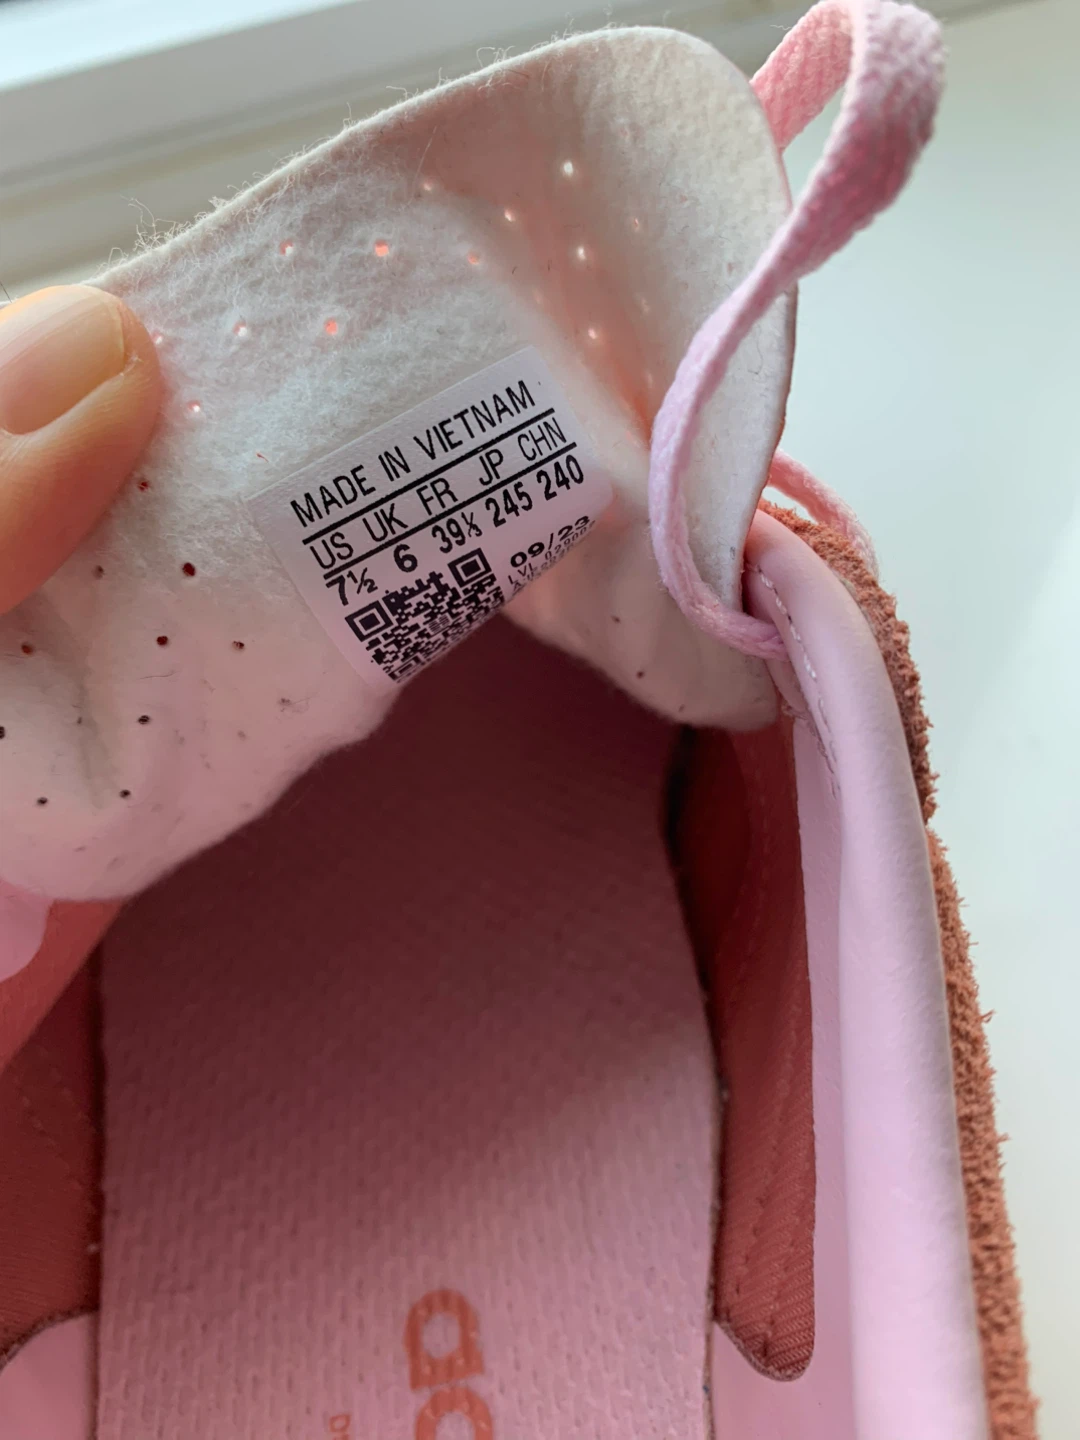 MADE IN VIETNAM
US UK FR JP CHN
7½ 6 39⅓ 245 240
09/23